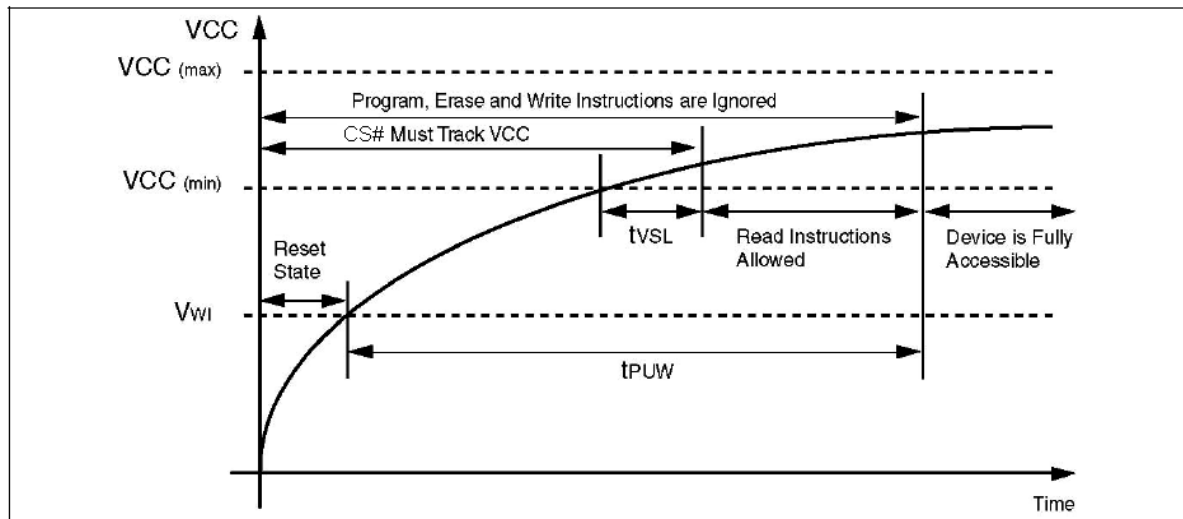 VCC
VCC (max)
Program, Erase and Write Instructions are Ignored
CS# Must Track VCC
VCC (min)
tVSL
Read Instructions
Allowed
Device is Fully
Accessible
Reset
State
VWI
tPUW
Time